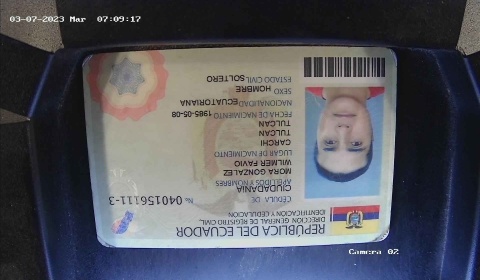 03-07-2023 Mar 07:09:17
REPÚBLICA DEL ECUADOR
DIRECCIÓN GENERAL DE REGISTRO CIVIL,
IDENTIFICACIÓN Y CEDULACIÓN
CÉDULA DE
CIUDADANÍA
No. 040156111-3
APELLIDOS Y NOMBRES
MORA GONZALEZ
WILMER FAVIO
LUGAR DE NACIMIENTO
CARCHI
TULCAN
TULCAN
FECHA DE NACIMIENTO 1985-05-08
NACIONALIDAD ECUATORIANA
SEXO HOMBRE
ESTADO CIVIL SOLTERO
Camera 02